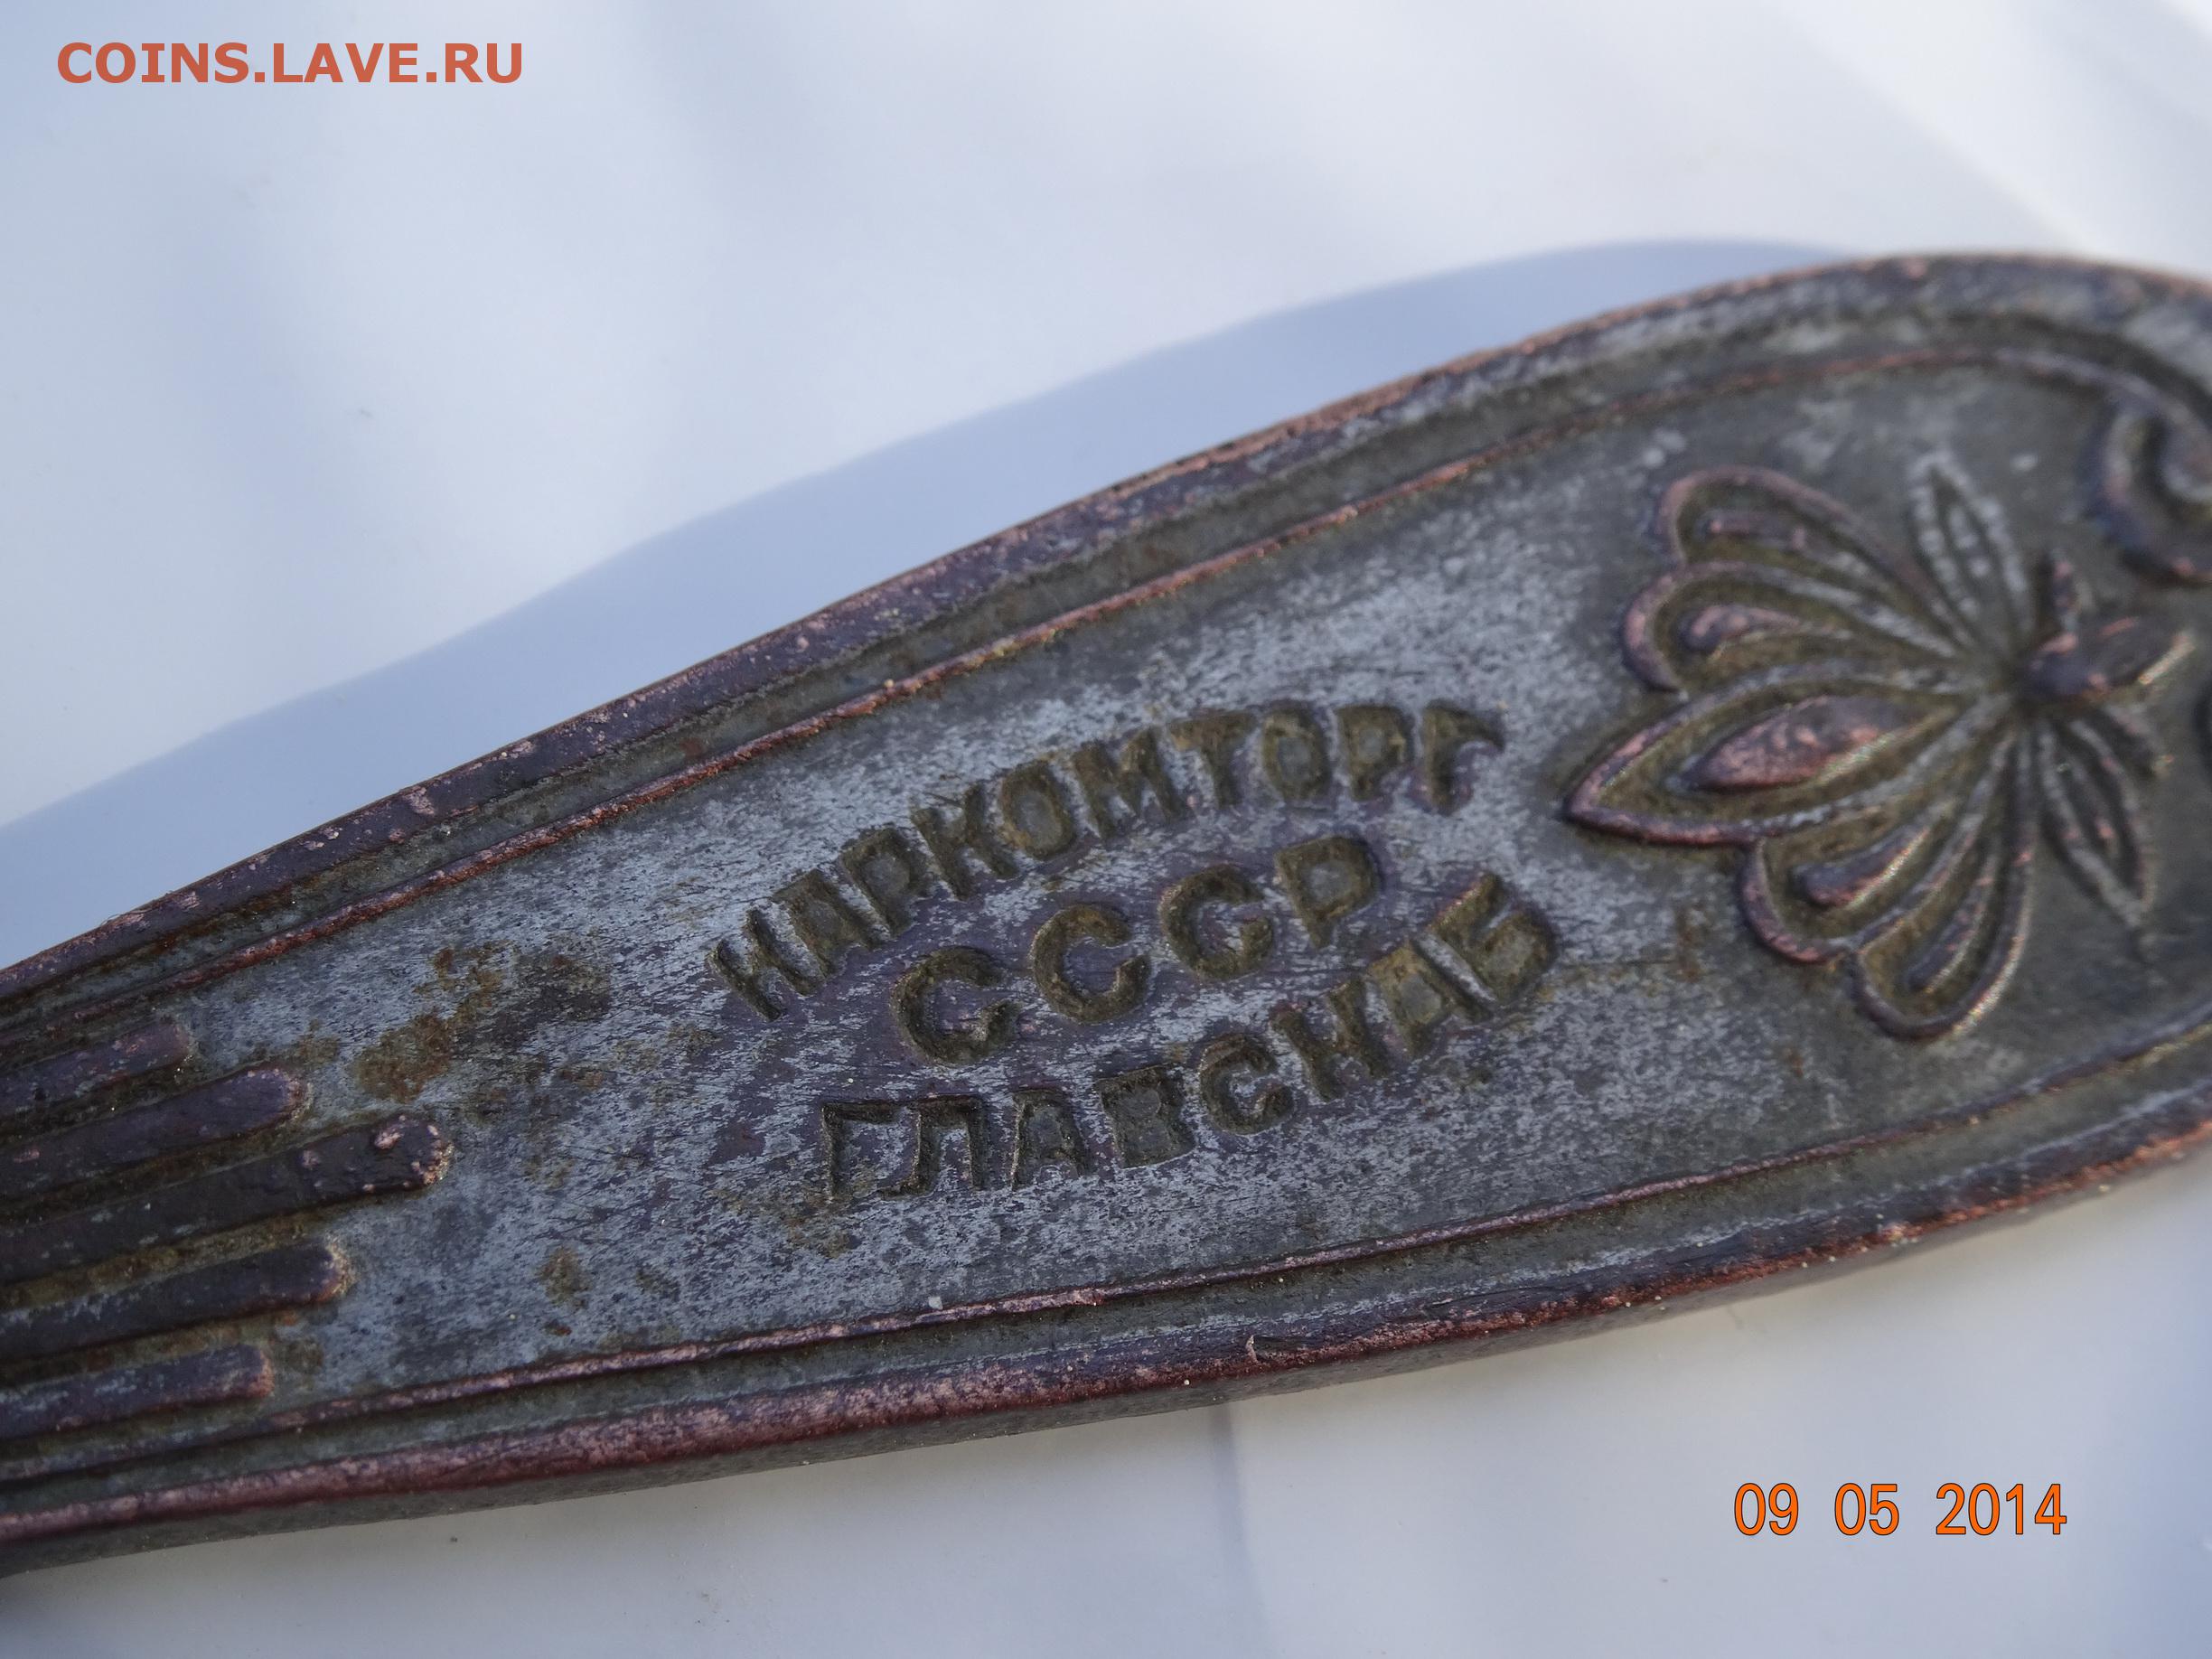 COINS.LAVE.RU
НАРКОМТОРГ
СССР
ГЛАВСНАБ
09 05 2014